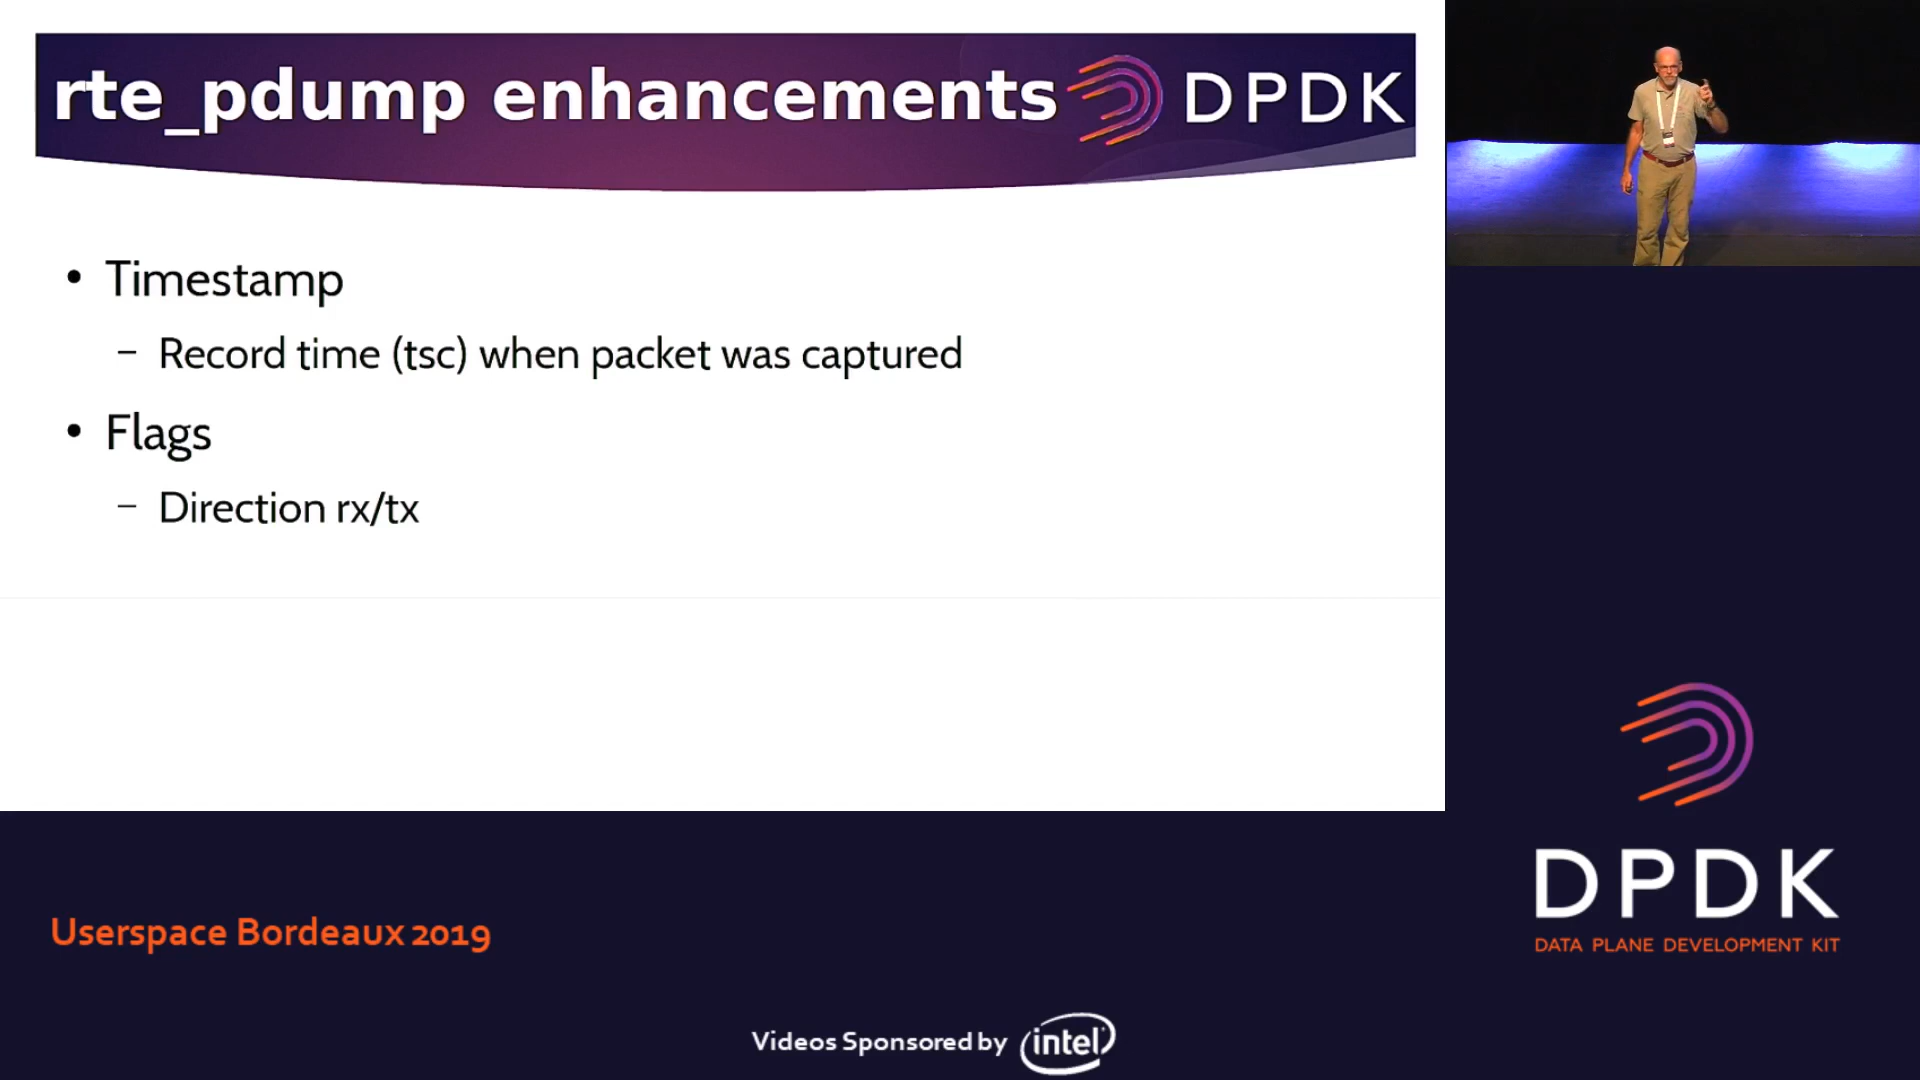 rte_pdump enhancements
DPDK
• Timestamp
– Record time (tsc) when packet was captured
• Flags
– Direction rx/tx
DPDK
DATA PLANE DEVELOPMENT KIT
Userspace Bordeaux 2019
Videos Sponsored by intel